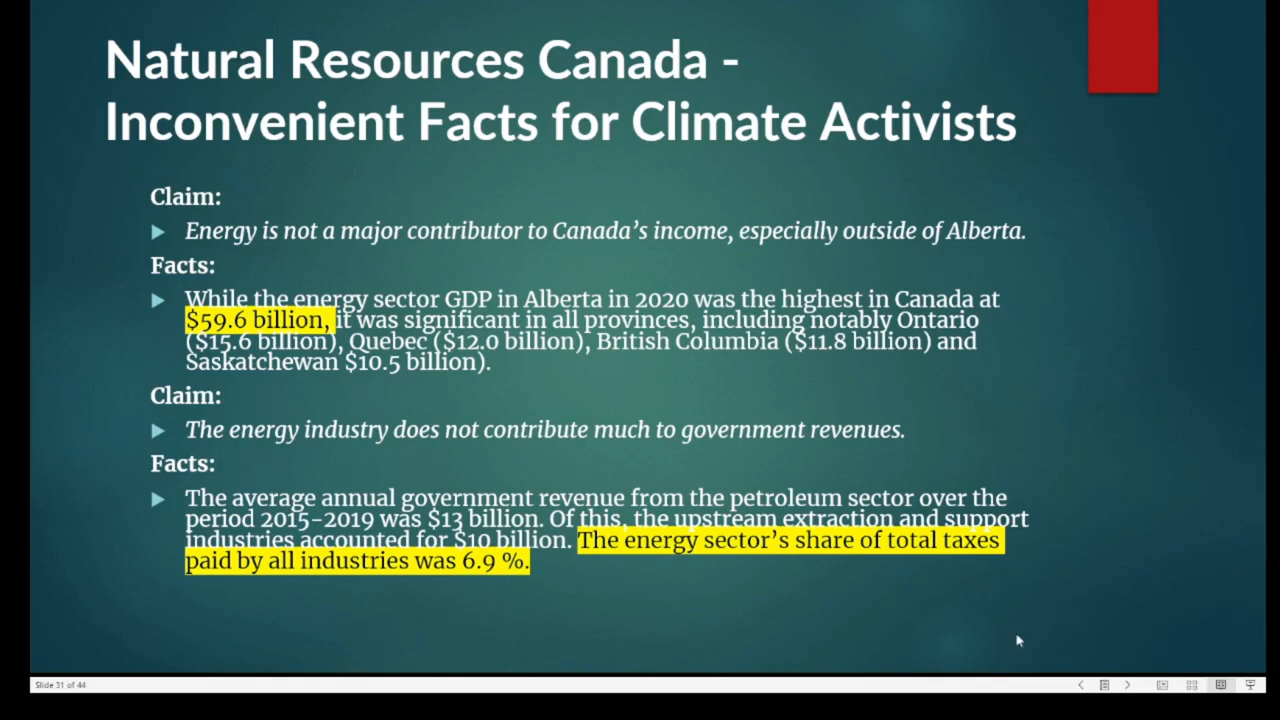 Natural Resources Canada -
Inconvenient Facts for Climate Activists
Claim:
Energy is not a major contributor to Canada’s income, especially outside of Alberta.
Facts:
While the energy sector GDP in Alberta in 2020 was the highest in Canada at
$59.6 billion, it was significant in all provinces, including notably Ontario
($15.6 billion), Quebec ($12.0 billion), British Columbia ($11.8 billion) and
Saskatchewan $10.5 billion).
Claim:
The energy industry does not contribute much to government revenues.
Facts:
The average annual government revenue from the petroleum sector over the
period 2015-2019 was $13 billion. Of this, the upstream extraction and support
industries accounted for $10 billion. The energy sector’s share of total taxes
paid by all industries was 6.9 %.
Slide 31 of 44